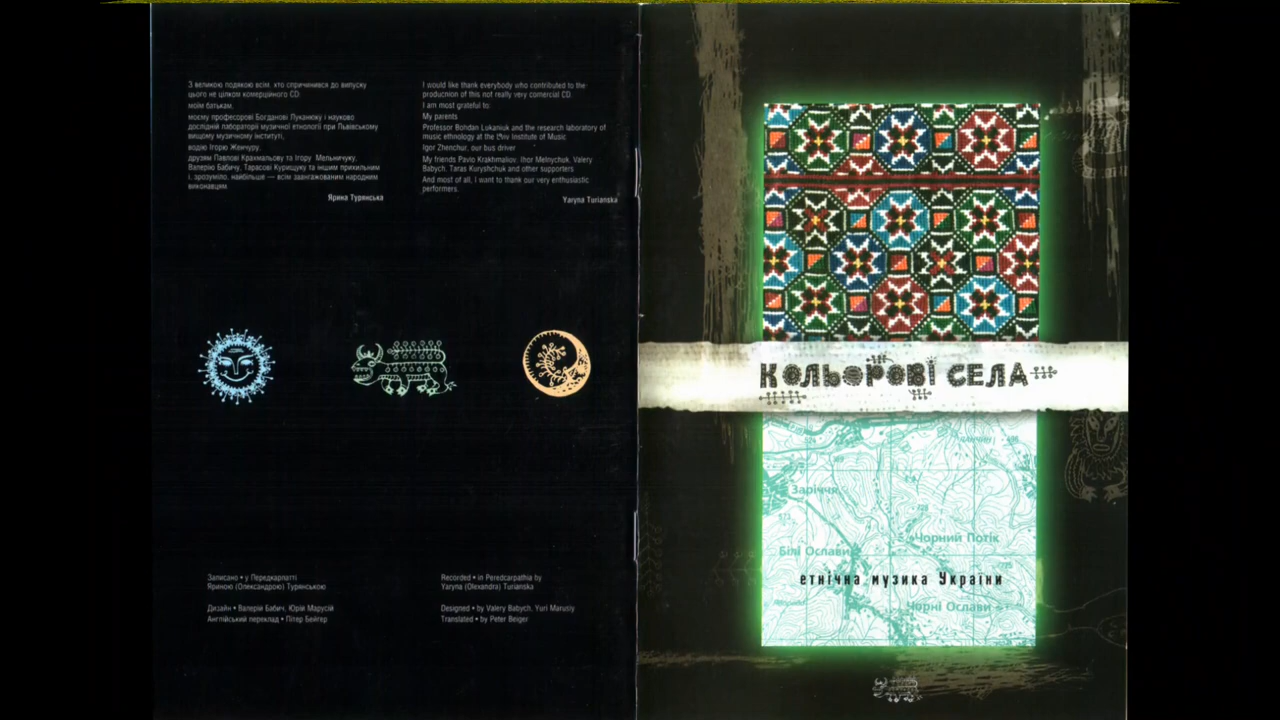 З великою подякою всім, хто спричинився до випуску
цього не цілком комерційного CD
моїм батькам,
моєму професорові Богданові Луканюку і науково
дослідній лабораторії музичної етнології при Львівському
вищому музичному інституті,
водію Ігорю Женчуру,
друзям Павлові Крахмальову та Ігору Мельничуку,
Валерію Бабичу, Тарасові Курищуку та іншим прихильним
і, зрозуміло, найбільше — всім заангажованим народним
виконавцям
Ярина Турянська
I would like thank everybody who contributed to the
production of this not really very comercial CD
I am most grateful to:
My parents
Professor Bohdan Lukaniuk and the research laboratory of
music ethnology at the Lviv Institute of Music
Igor Zhenchur, our bus driver
My friends Pavlo Krakhmaliov, Ihor Melnychuk, Valery
Babych, Taras Kuryshchuk and other supporters
And most of all, I want to thank our very enthusiastic
performers.
Yaryna Turianska
Записано • у Передкарпатті
Яриною (Олександрою) Турянською
Дизайн • Валерій Бабич, Юрій Марусій
Англійський переклад • Пітер Бейгер
Recorded • in Peredcarpathia by
Yaryna (Olexandra) Turianska
Designed • by Valery Babych, Yuri Marusiy
Translated • by Peter Beiger
КОЛЬОРОВІ СЕЛА
Заріччя
Чорний Потік
Білі Ослави
етнічна музика України
Чорні Ослави